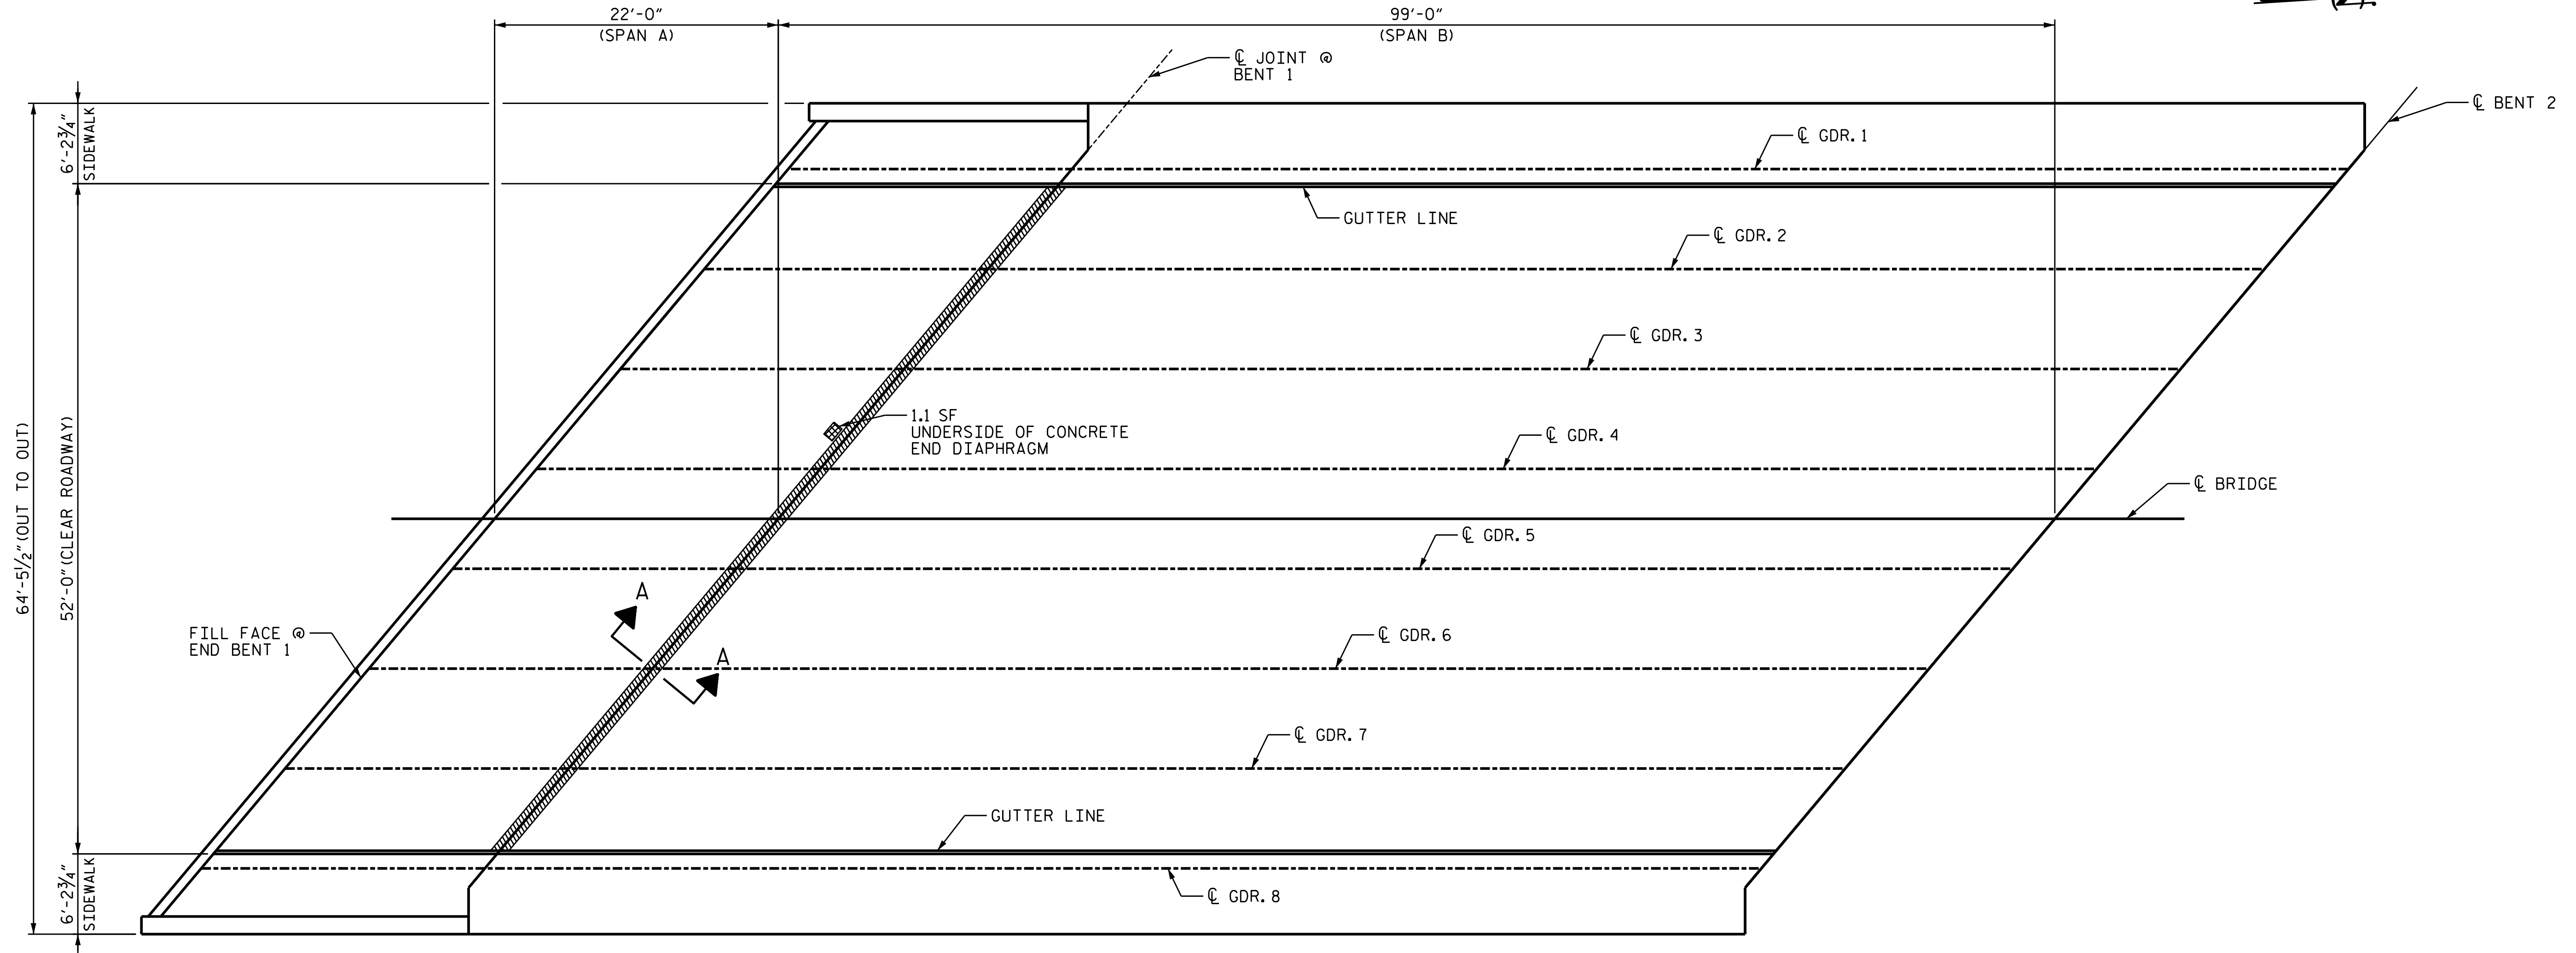 22'-0"
(SPAN A)
99'-0"
(SPAN B)
℄ JOINT @
BENT 1
℄ BENT 2
6'-2¾"
SIDEWALK
℄ GDR. 1
GUTTER LINE
℄ GDR. 2
℄ GDR. 3
1.1 SF
UNDERSIDE OF CONCRETE
END DIAPHRAGM
℄ GDR. 4
64'-5½" (OUT TO OUT)
52'-0" (CLEAR ROADWAY)
℄ BRIDGE
℄ GDR. 5
A
FILL FACE @
END BENT 1
A
℄ GDR. 6
℄ GDR. 7
GUTTER LINE
6'-2¾"
SIDEWALK
℄ GDR. 8